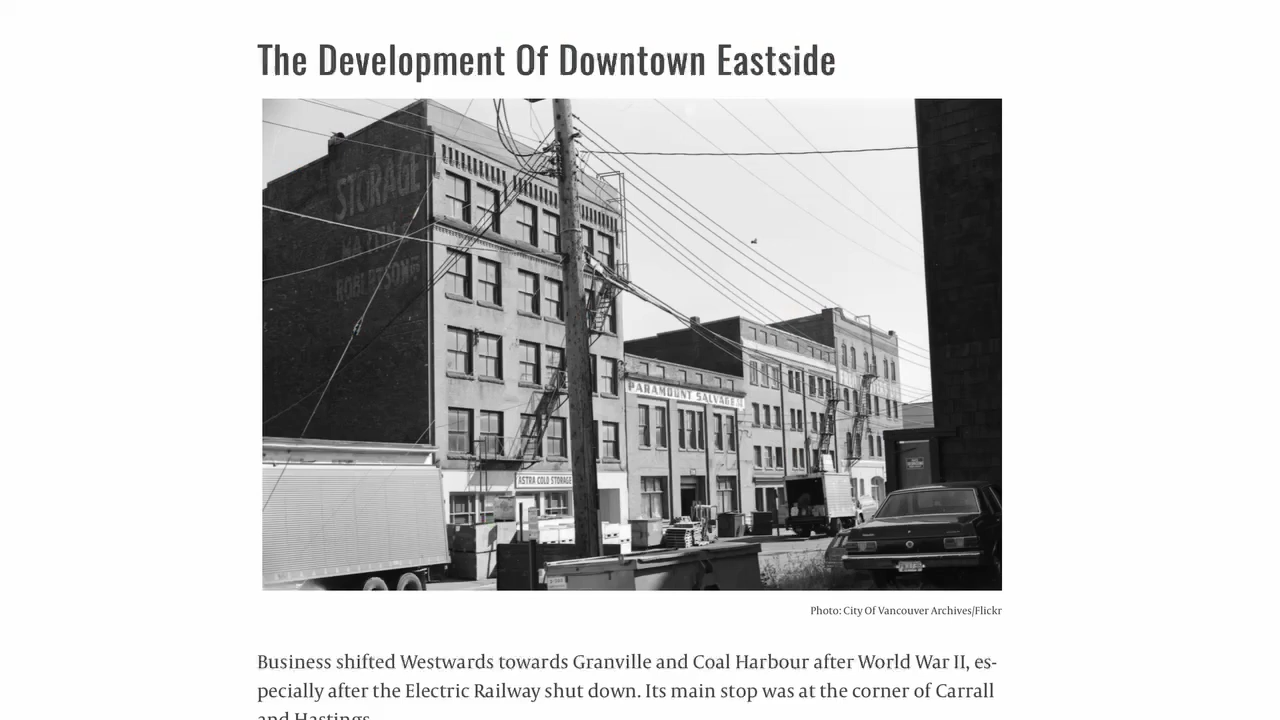 The Development Of Downtown Eastside
STORAGE
PARAMOUNT SALVAGE
ASTRA COLD STORAGE
Photo: City Of Vancouver Archives/Flickr
Business shifted Westwards towards Granville and Coal Harbour after World War II, es-
pecially after the Electric Railway shut down. Its main stop was at the corner of Carrall
and Hastings.